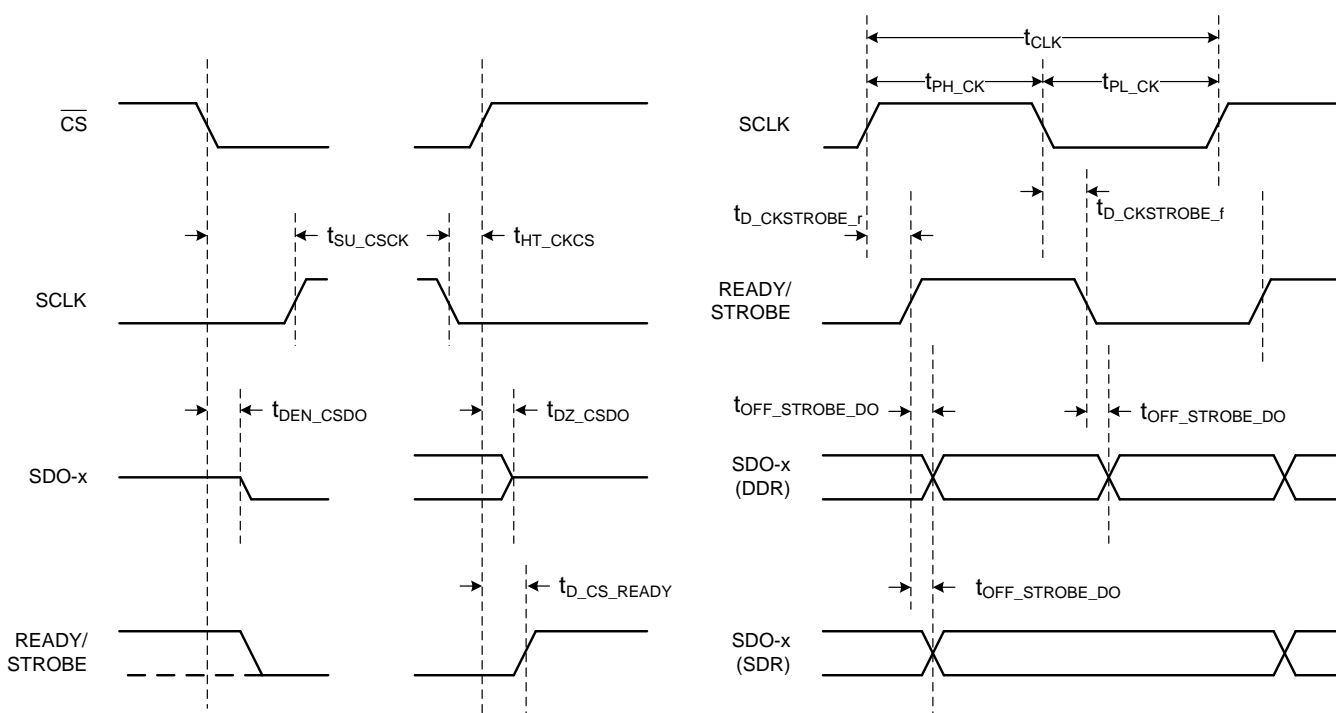 CS
t_SU_CSCK
t_HT_CKCS
SCLK
t_DEN_CSDO
t_DZ_CSDO
SDO-x
t_D_CS_READY
READY/
STROBE
t_CLK
t_PH_CK
t_PL_CK
SCLK
t_D_CKSTROBE_r
t_D_CKSTROBE_f
READY/
STROBE
t_OFF_STROBE_DO
t_OFF_STROBE_DO
SDO-x
(DDR)
t_OFF_STROBE_DO
SDO-x
(SDR)